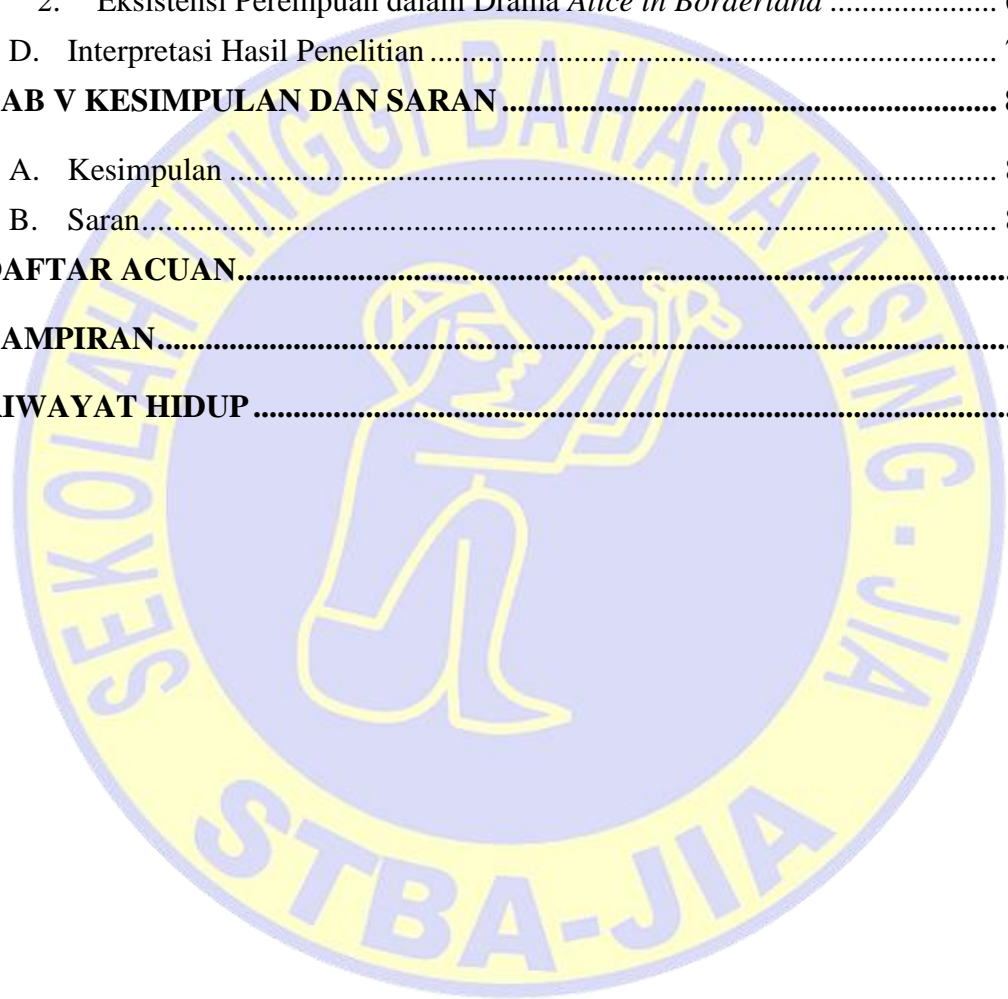 2. Eksistensi Perempuan dalam Drama Alice in Borderland ....................
D. Interpretasi Hasil Penelitian ......................................................................
AB V KESIMPULAN DAN SARAN .............................................................
A. Kesimpulan ...............................................................................................
B. Saran..........................................................................................................
DAFTAR ACUAN..............................................................................................
AMPIRAN........................................................................................................
IWAYAT HIDUP ............................................................................................
SEKOLAH TINGGI BAHASA ASING - JIA
STBA-JIA